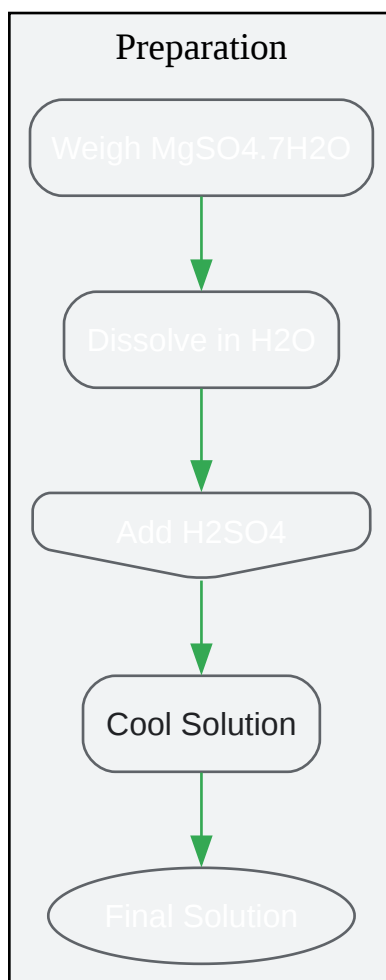 Preparation
Weigh MgSO4.7H2O
Dissolve in H2O
Add H2SO4
Cool Solution
Final Solution